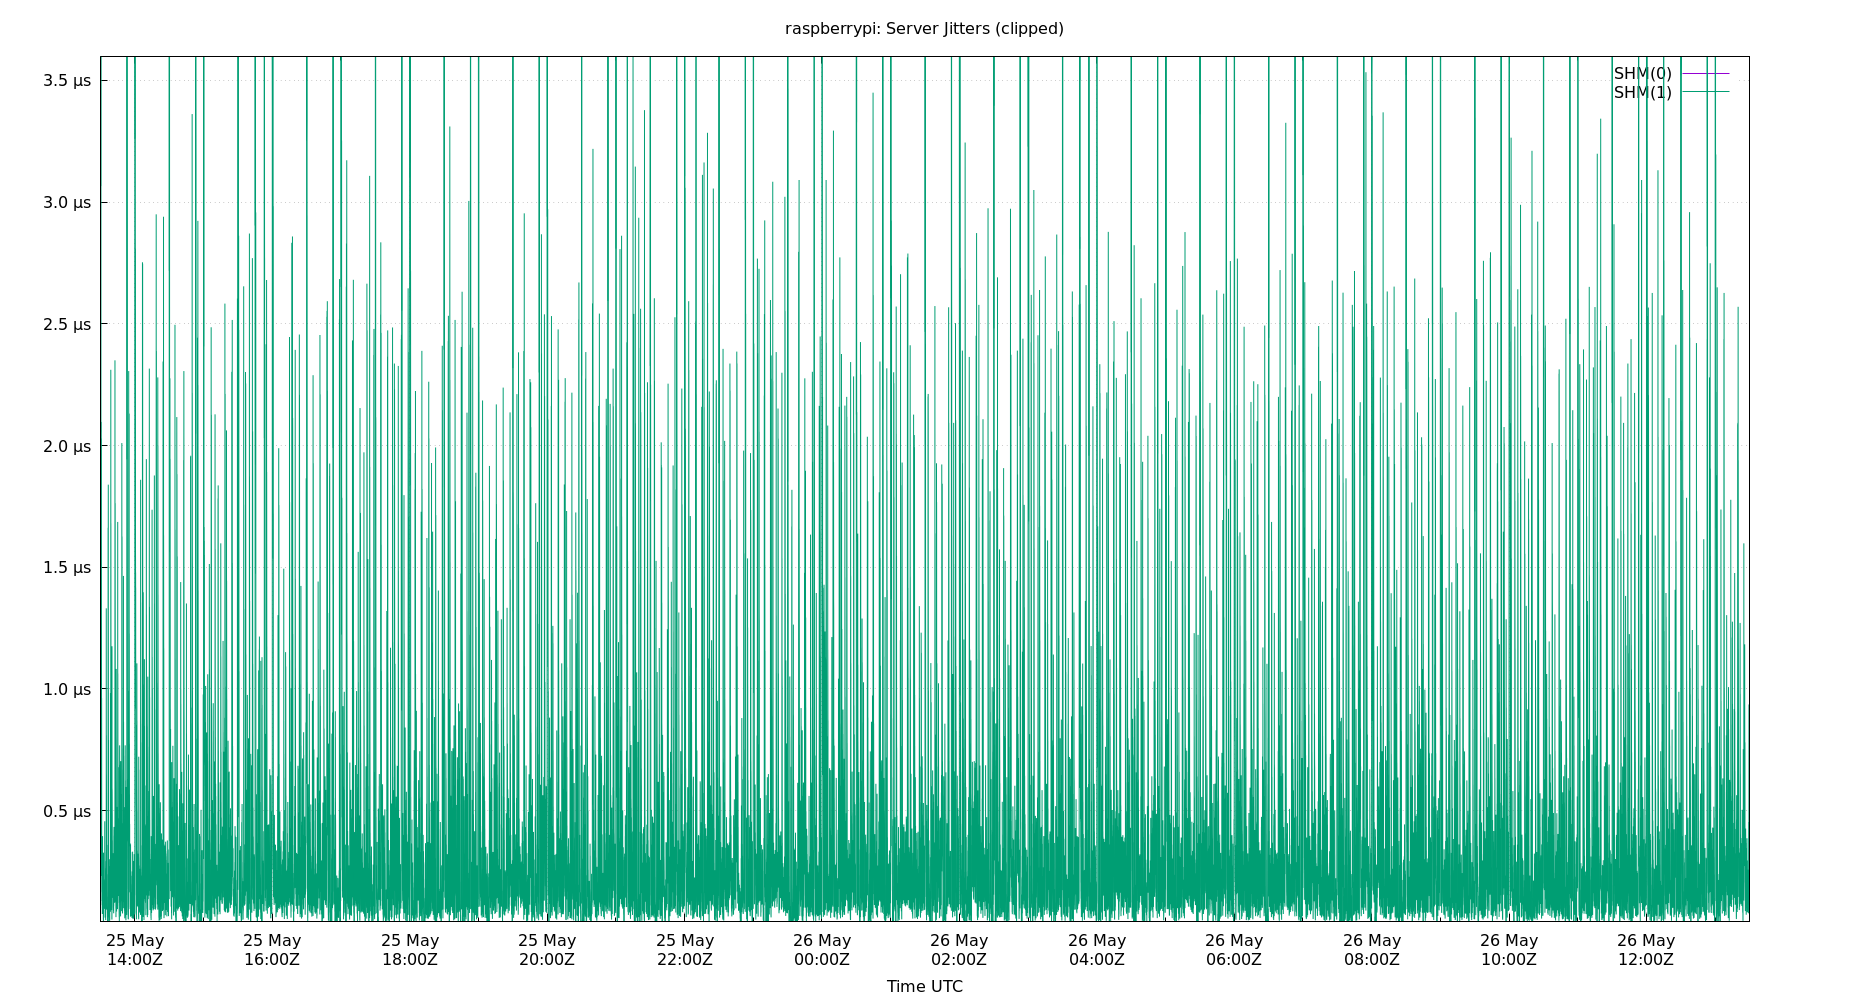 raspberrypi: Server Jitters (clipped)
3.5 µs
3.0 µs
2.5 µs
2.0 µs
1.5 µs
1.0 µs
0.5 µs
SHM(0)
SHM(1)
25 May 25 May 25 May 25 May 25 May 26 May 26 May 26 May 26 May 26 May 26 May 26 May
14:00Z 16:00Z 18:00Z 20:00Z 22:00Z 00:00Z 02:00Z 04:00Z 06:00Z 08:00Z 10:00Z 12:00Z
Time UTC